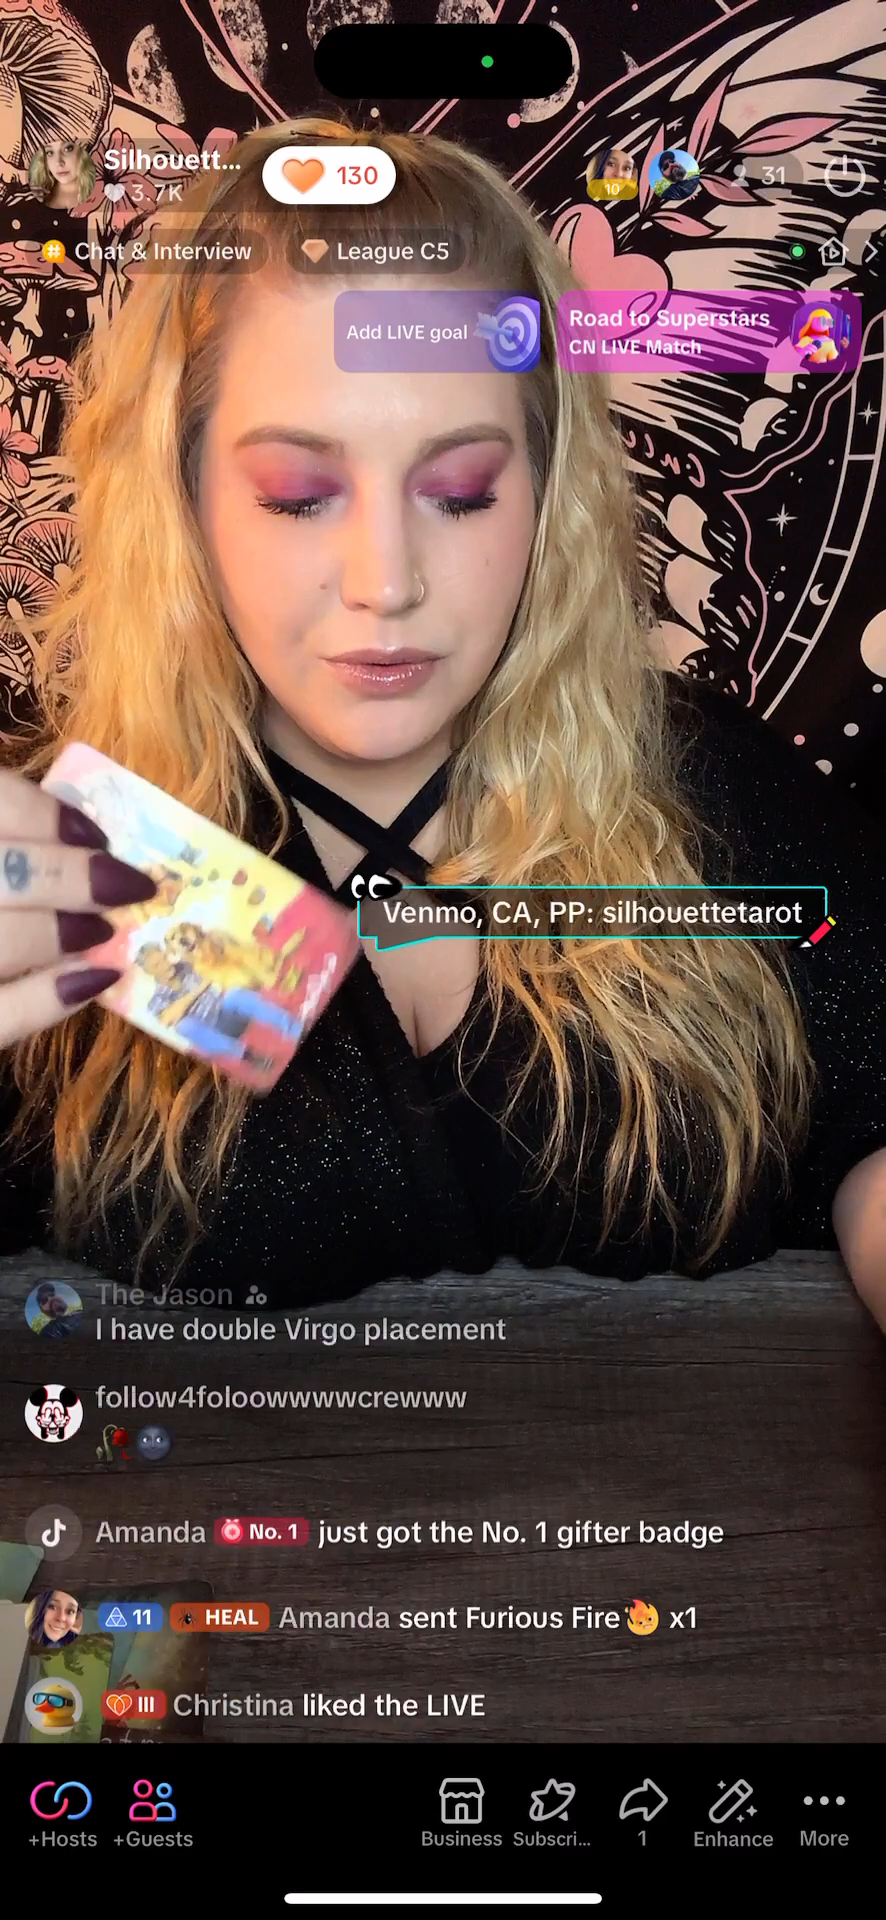 Silhouett...
3.7K
130
10
31
Chat & Interview
League C5
Add LIVE goal
Road to Superstars
CN LIVE Match
Venmo, CA, PP: silhouettetarot
The Jason
I have double Virgo placement
follow4foloowwwwcrewww
Amanda No. 1 just got the No. 1 gifter badge
11 HEAL Amanda sent Furious Fire x1
III Christina liked the LIVE
+Hosts
+Guests
Business
Subscri...
1
Enhance
More